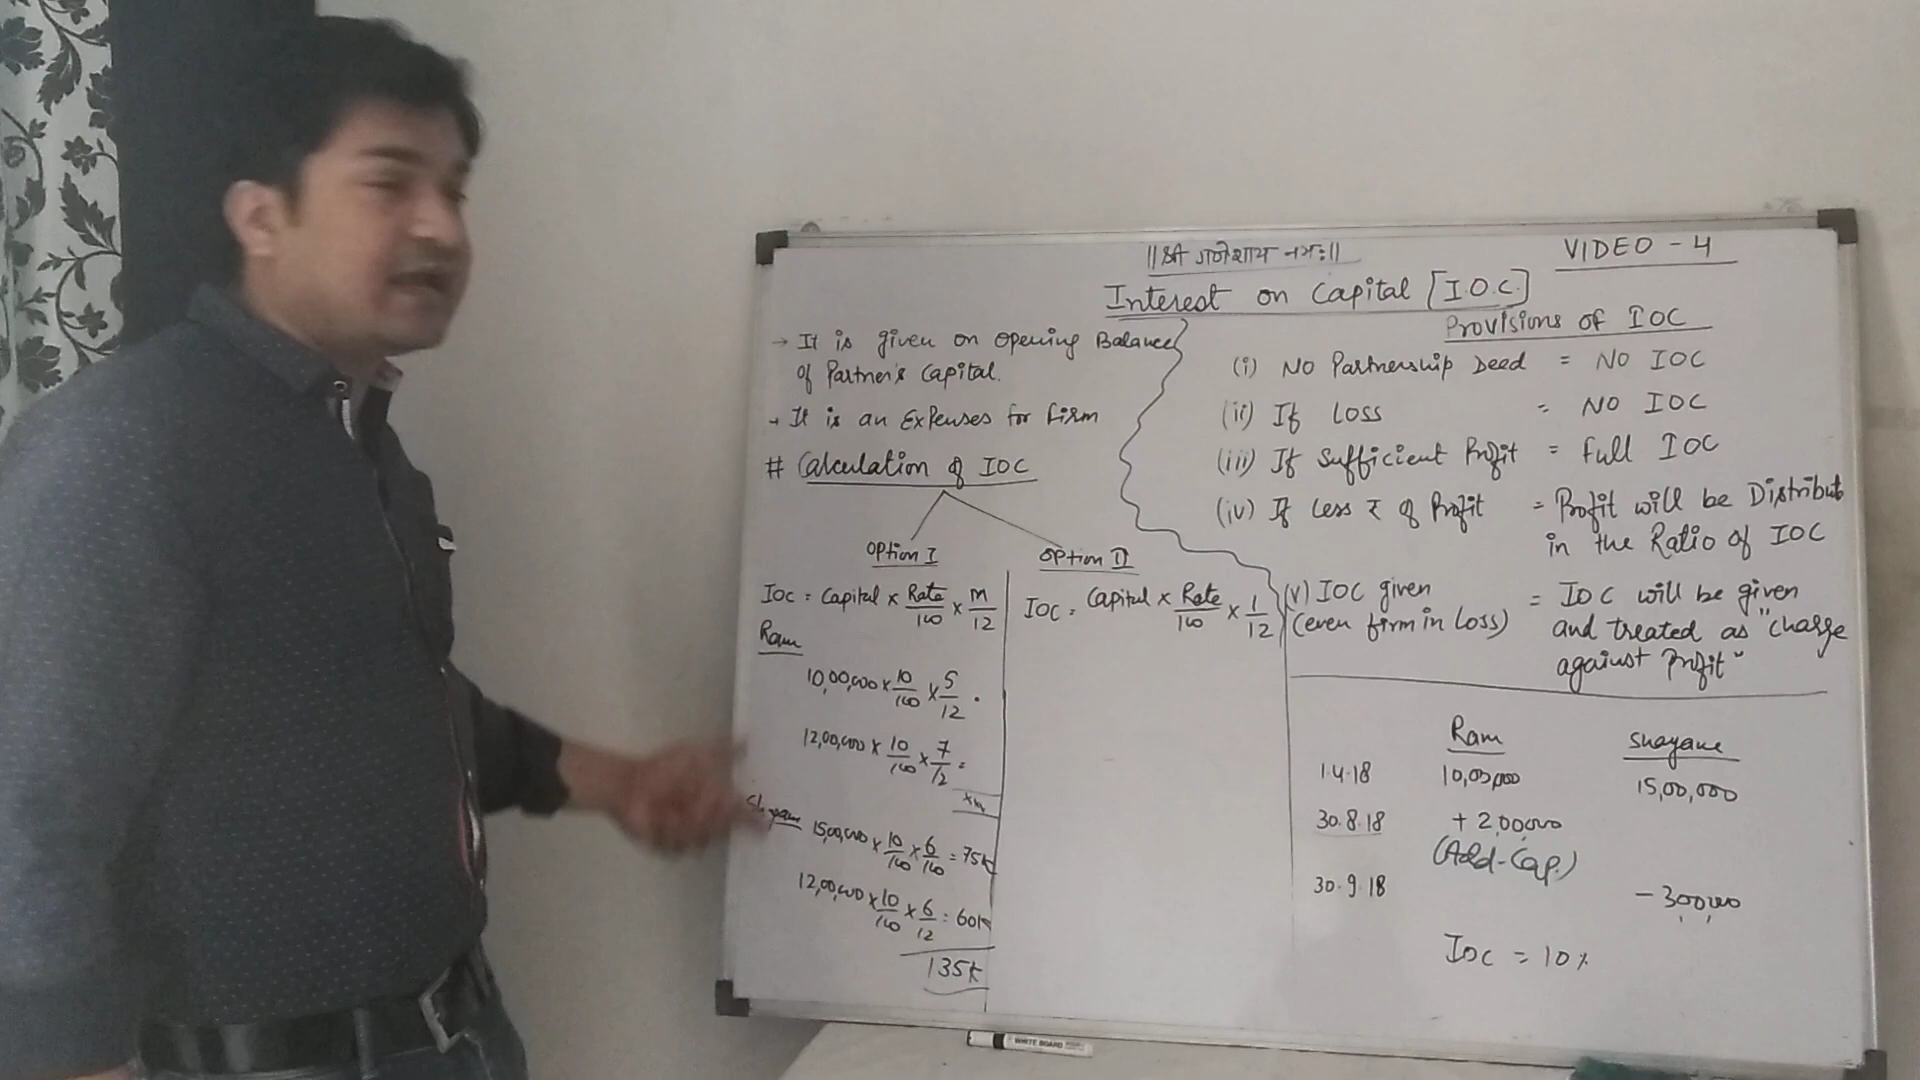 ||श्री गणेशाय नमः||
VIDEO - 4
Interest on Capital [I.O.C.]
→ It is given on opening Balance
of Partner's Capital.
→ It is an Expenses for firm
# Calculation of IOC
Option I
Option II
IOC = Capital × Rate/100 × M/12
Ram
10,00,000 × 10/100 × 5/12 =
12,00,000 × 10/100 × 7/12 =
Shyam 1500,000 × 10/100 × 6/100 = 75K
12,00,000 × 10/100 × 6/12 = 60K
135K
IOC = Capital × Rate/100 × 1/12
Provisions of IOC
(i) No Partnership Deed = NO IOC
(ii) If Loss = NO IOC
(iii) If Sufficient Profit = full IOC
(iv) If Less ₹ of Profit = Profit will be Distribut
in the Ratio of IOC
(v) IOC given = IOC will be given
(even firm in Loss) and treated as "charge
against Profit"
Ram Shayam
1.4.18 10,00,000 15,00,000
30.8.18 + 2,00000
(Add-Cap.)
30.9.18 - 300,000
IOC = 10%
WHITE BOARD